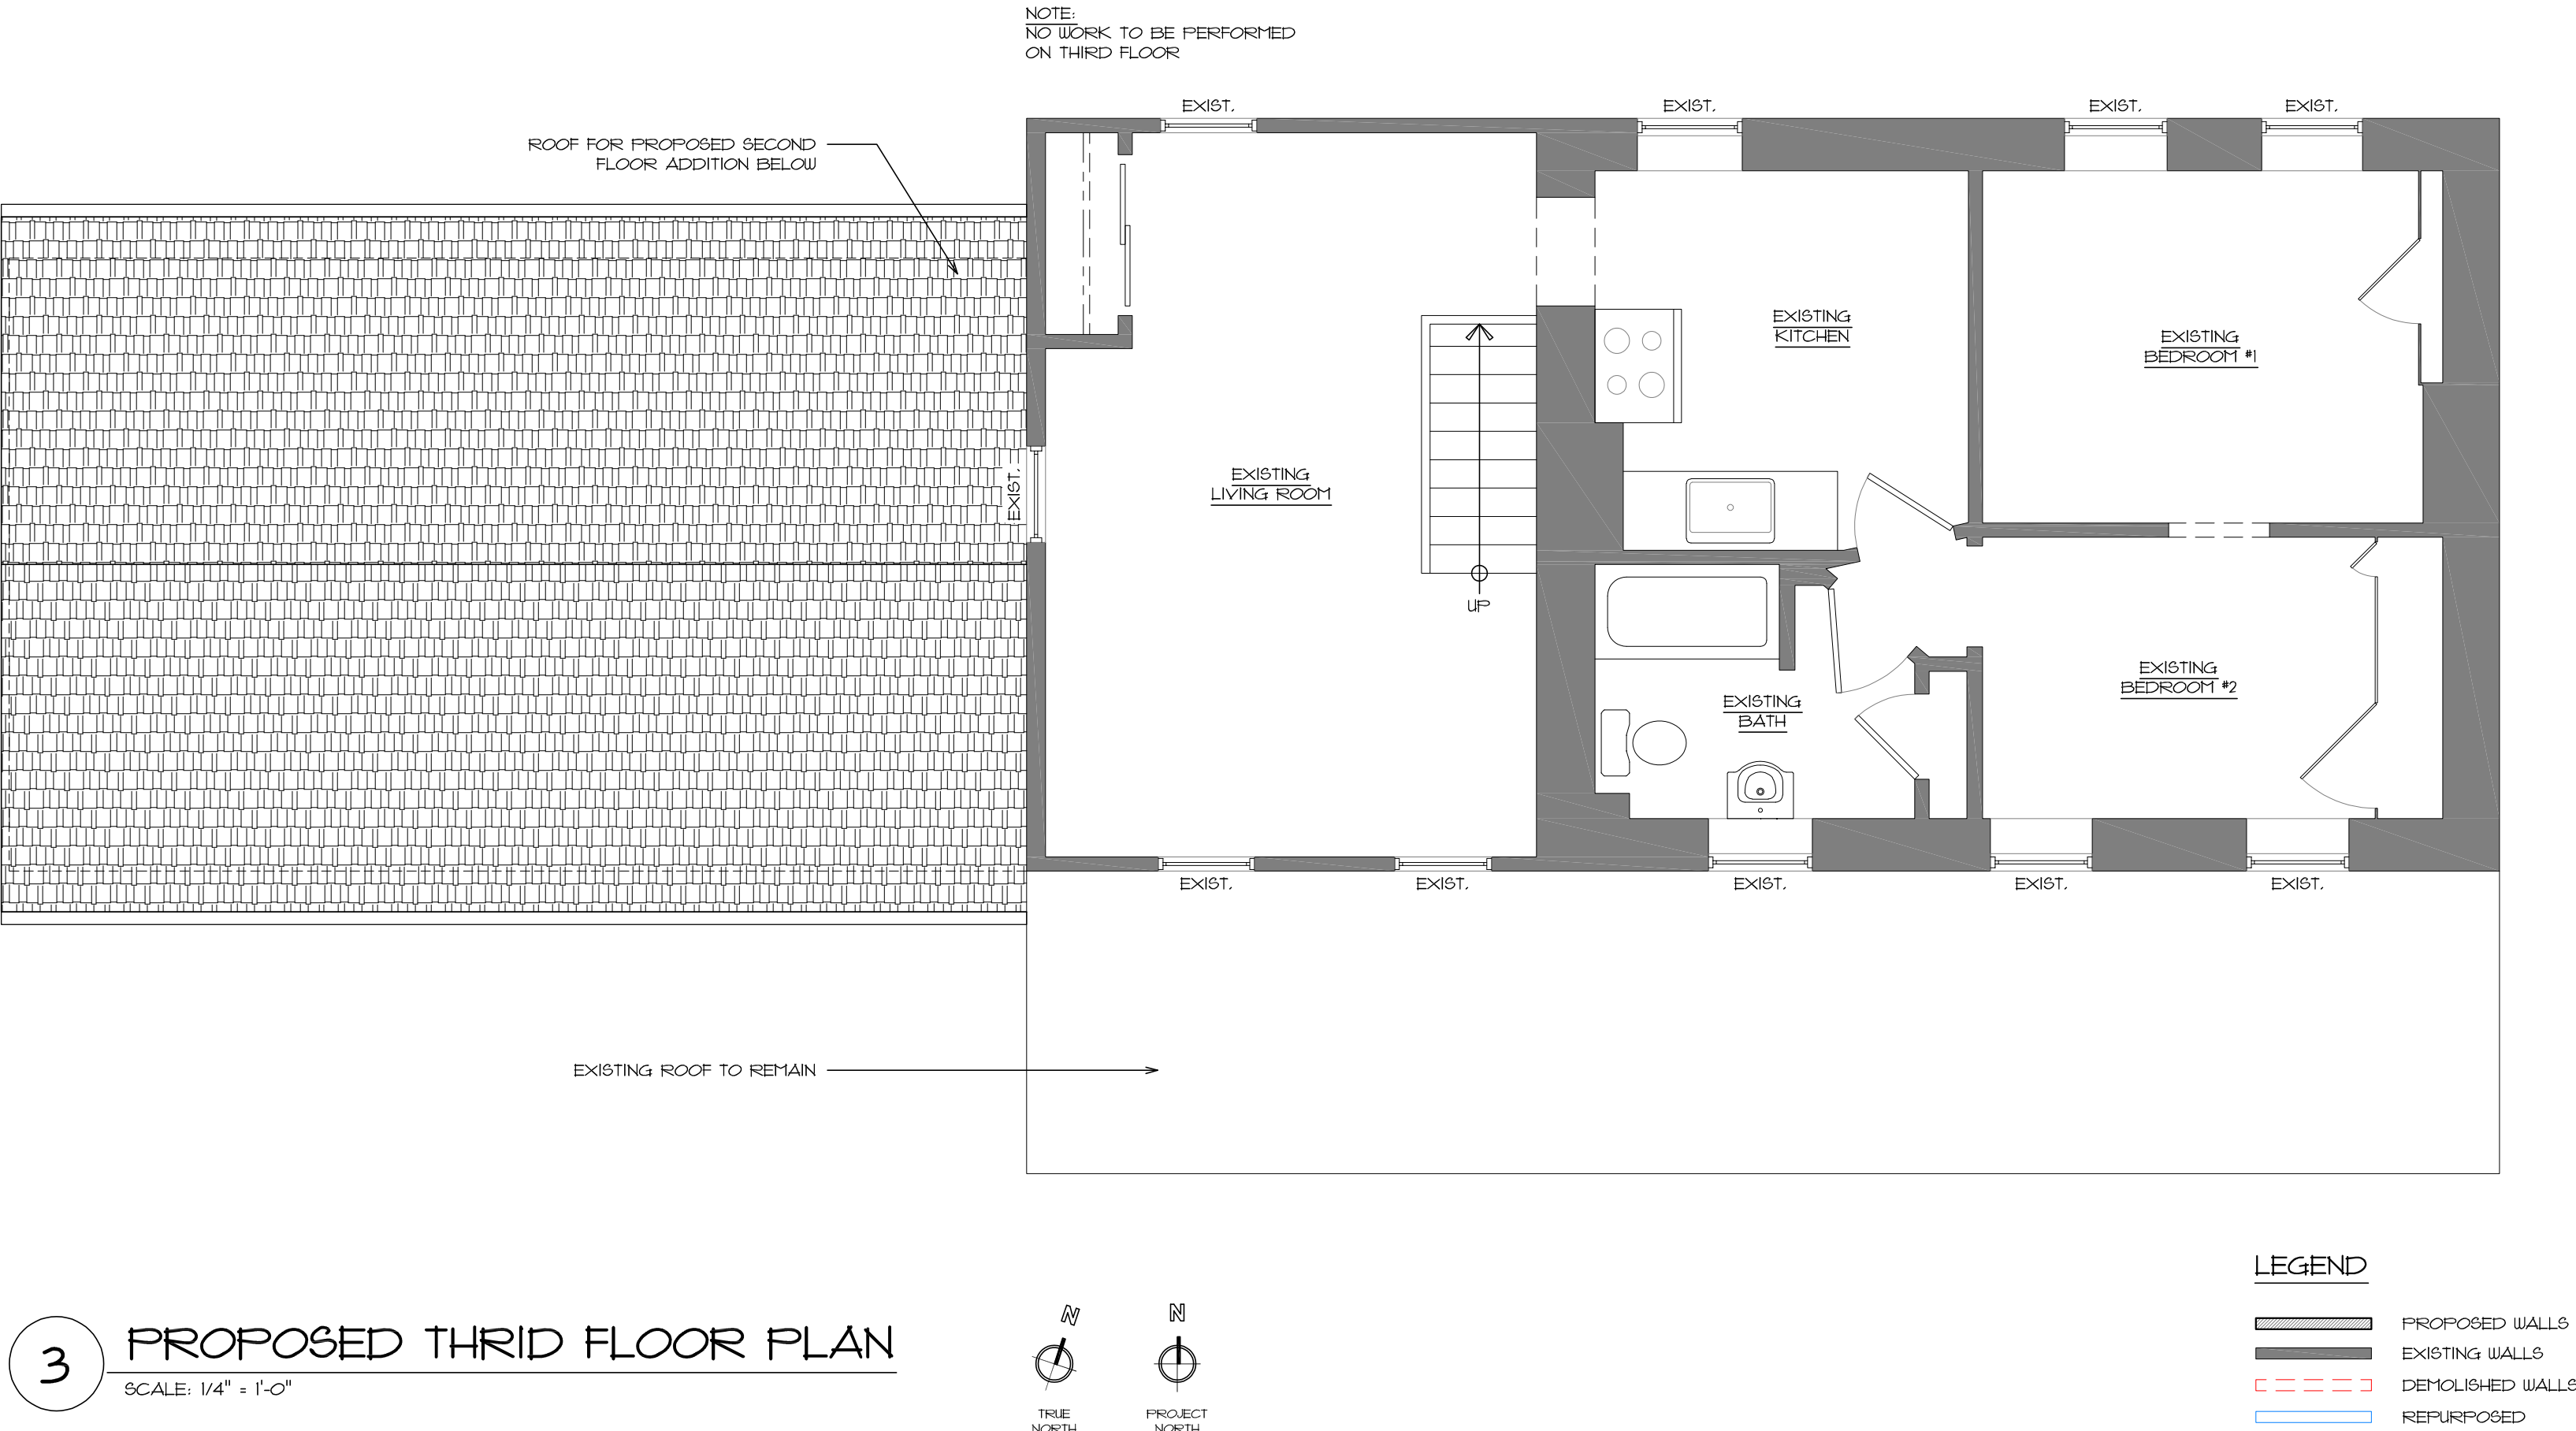 NOTE:
NO WORK TO BE PERFORMED
ON THIRD FLOOR
EXIST.
EXIST.
EXIST.
EXIST.
ROOF FOR PROPOSED SECOND
FLOOR ADDITION BELOW
EXISTING
KITCHEN
EXISTING
BEDROOM #1
EXISTING
LIVING ROOM
EXIST.
UP
EXISTING
BEDROOM #2
EXISTING
BATH
EXIST.
EXIST.
EXIST.
EXIST.
EXIST.
EXISTING ROOF TO REMAIN
3
PROPOSED THRID FLOOR PLAN
SCALE: 1/4" = 1'-0"
N
TRUE
NORTH
N
PROJECT
NORTH
LEGEND
PROPOSED WALLS
EXISTING WALLS
DEMOLISHED WALLS
REPURPOSED